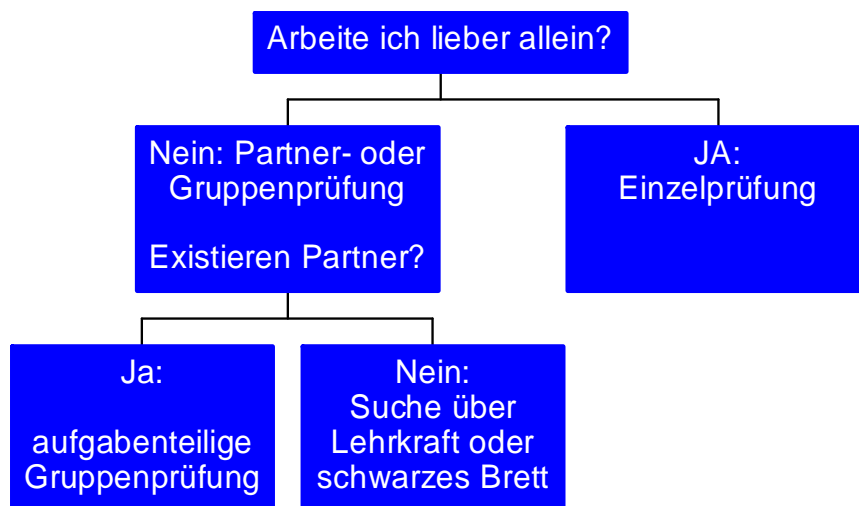 Arbeite ich lieber allein?
Nein: Partner- oder
Gruppenprüfung
Existieren Partner?
JA:
Einzelprüfung
Ja:
aufgabenteilige
Gruppenprüfung
Nein:
Suche über
Lehrkraft oder
schwarzes Brett